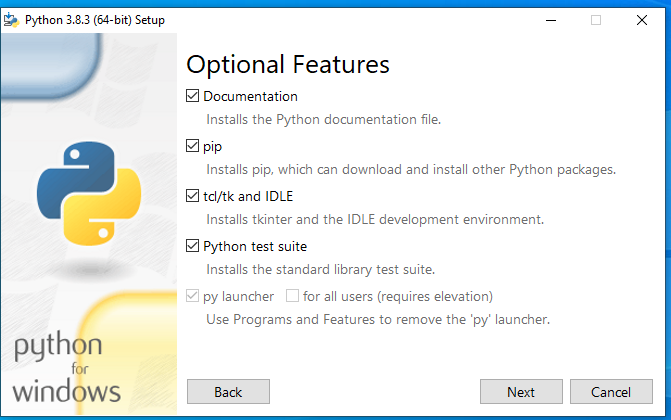 Python 3.8.3 (64-bit) Setup
Optional Features
Documentation
Installs the Python documentation file.
pip
Installs pip, which can download and install other Python packages.
tcl/tk and IDLE
Installs tkinter and the IDLE development environment.
Python test suite
Installs the standard library test suite.
py launcher for all users (requires elevation)
Use Programs and Features to remove the 'py' launcher.
python
for
windows
Back Next Cancel